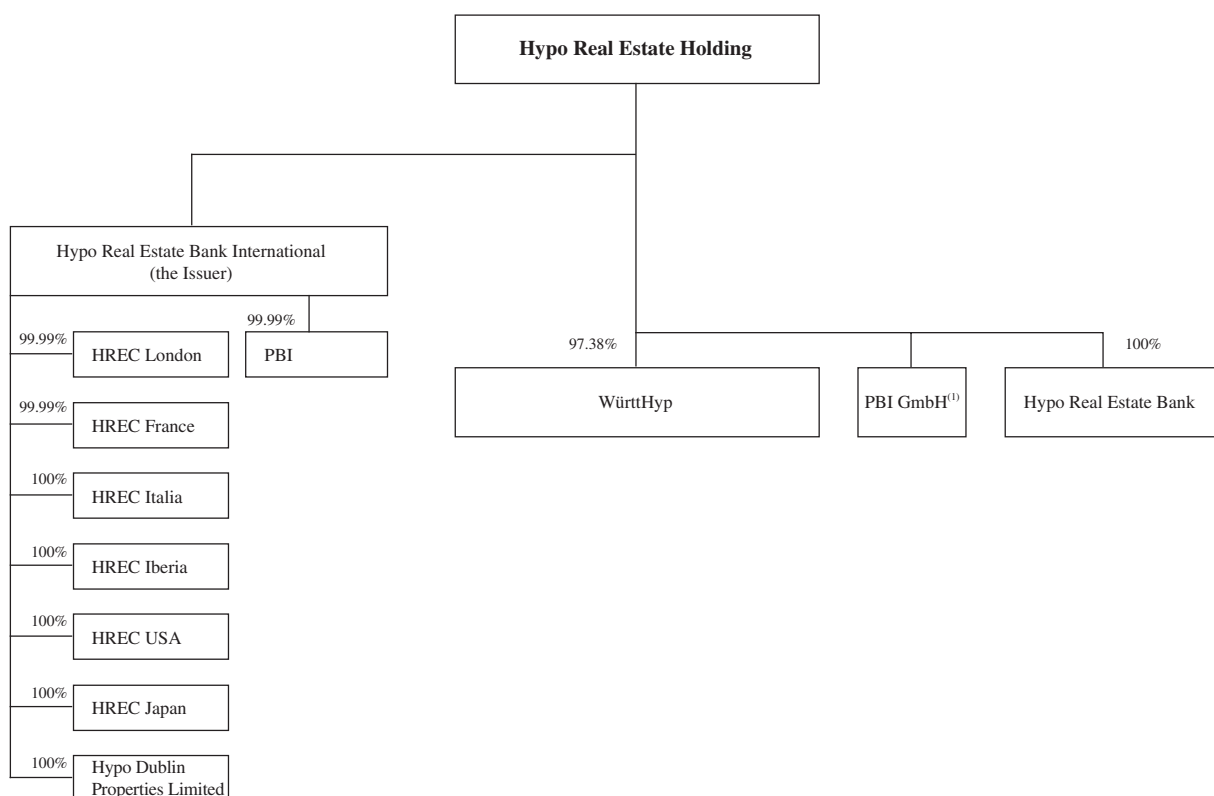 Hypo Real Estate Holding
Hypo Real Estate Bank International
(the Issuer)
99.99%
HREC London
99.99%
PBI
99.99%
HREC France
100%
HREC Italia
100%
HREC Iberia
100%
HREC USA
100%
HREC Japan
100%
Hypo Dublin
Properties Limited
97.38%
WürttHyp
PBI GmbH(1)
100%
Hypo Real Estate Bank